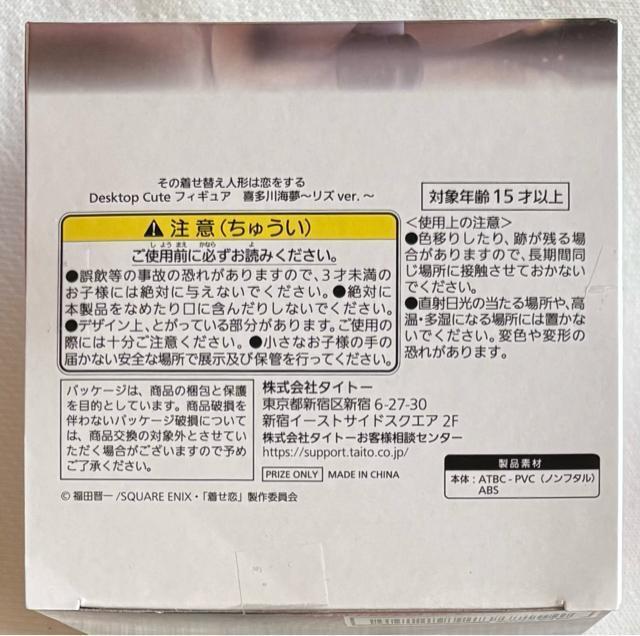 その着せ替え人形は恋をする
Desktop Cute フィギュア　喜多川海夢～リズ ver. ～
対象年齢 15 才以上
注意(ちゅうい)
しようまえ　かなら　よ
ご使用前に必ずお読みください。
●誤飲等の事故の恐れがありますので、3才未満の
お子様には絶対に与えないでください。●絶対に
本製品をなめたり口に含んだりしないでください。
●デザイン上、とがっている部分があります。ご使用の
際には十分ご注意ください。●小さなお子様の手の
届かない安全な場所で展示及び保管を行ってください。
＜使用上の注意＞
●色移りしたり、跡が残る場
合がありますので、長期間同
じ場所に接触させておかない
でください。
●直射日光の当たる場所や、高
温・多湿になる場所には置かな
いでください。変色や変形の
恐れがあります。
パッケージは、商品の梱包と保護
を目的としています。商品破損を
伴わないパッケージ破損について
は、商品交換の対象外とさせてい
ただく場合がございますので予め
ご了承ください。
株式会社タイトー
東京都新宿区新宿 6-27-30
新宿イーストサイドスクエア 2F
株式会社タイトーお客様相談センター
https://support.taito.co.jp/
PRIZE ONLY MADE IN CHINA
製品素材
本体：ATBC - PVC（ノンフタル）
ABS
© 福田晋一 /SQUARE ENIX・「着せ恋」製作委員会